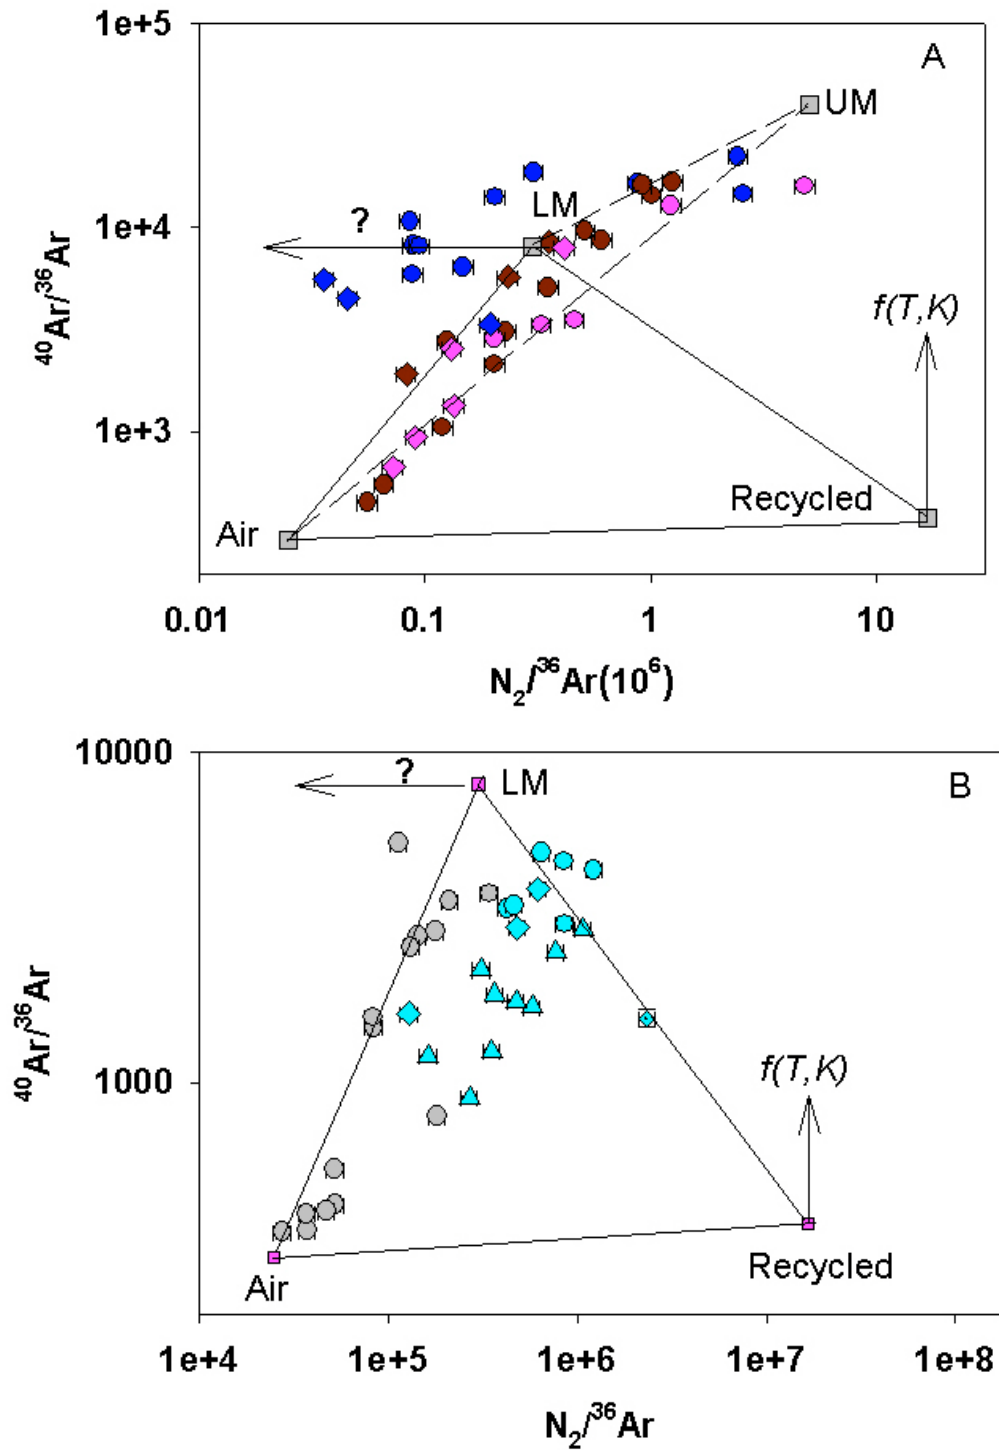 1e+5
A
UM
LM
?
1e+4
⁴⁰Ar/³⁶Ar
f(T,K)
1e+3
Recycled
Air
0.01 0.1 1 10
N₂/³⁶Ar(10⁶)
10000
?
LM
B
⁴⁰Ar/³⁶Ar
1000
f(T,K)
Recycled
Air
1e+4 1e+5 1e+6 1e+7 1e+8
N₂/³⁶Ar